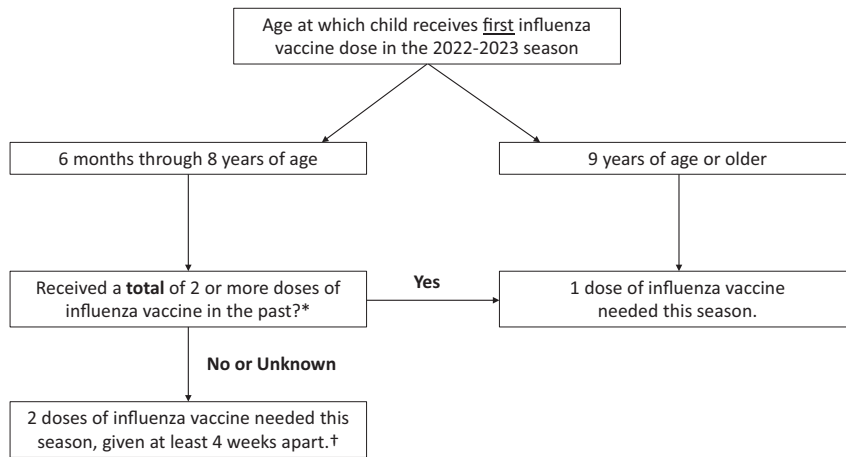 Age at which child receives first influenza
vaccine dose in the 2022-2023 season
6 months through 8 years of age
9 years of age or older
Received a total of 2 or more doses of
influenza vaccine in the past?*
Yes
1 dose of influenza vaccine
needed this season.
No or Unknown
2 doses of influenza vaccine needed this
season, given at least 4 weeks apart.†